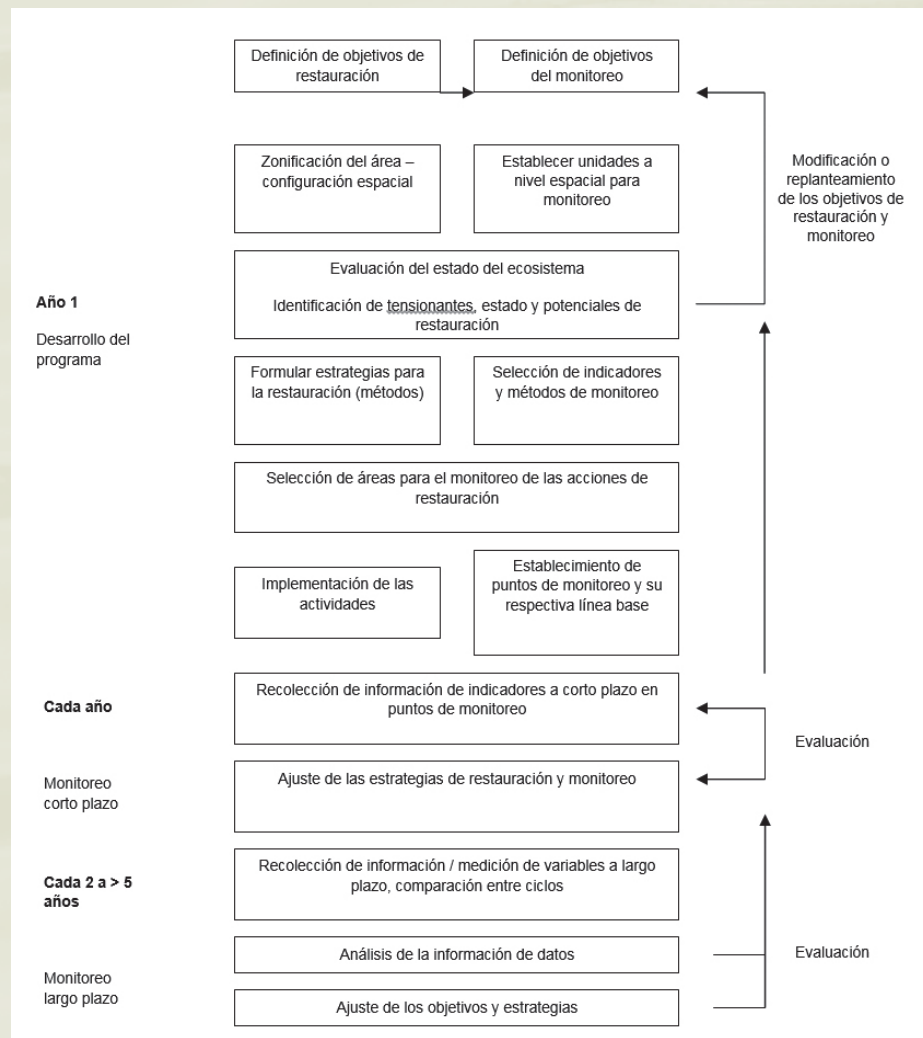 Definición de objetivos de
restauración
Definición de objetivos
del monitoreo
Zonificación del área –
configuración espacial
Establecer unidades a
nivel espacial para
monitoreo
Modificación o
replanteamiento
de los objetivos de
restauración y
monitoreo
Año 1
Desarrollo del
programa
Evaluación del estado del ecosistema
Identificación de tensionantes, estado y potenciales de
restauración
Formular estrategias para
la restauración (métodos)
Selección de indicadores
y métodos de monitoreo
Selección de áreas para el monitoreo de las acciones de
restauración
Implementación de las
actividades
Establecimiento de
puntos de monitoreo y su
respectiva línea base
Cada año
Monitoreo
corto plazo
Recolección de información de indicadores a corto plazo en
puntos de monitoreo
Ajuste de las estrategias de restauración y monitoreo
Evaluación
Cada 2 a > 5
años
Monitoreo
largo plazo
Recolección de información / medición de variables a largo
plazo, comparación entre ciclos
Análisis de la información de datos
Ajuste de los objetivos y estrategias
Evaluación